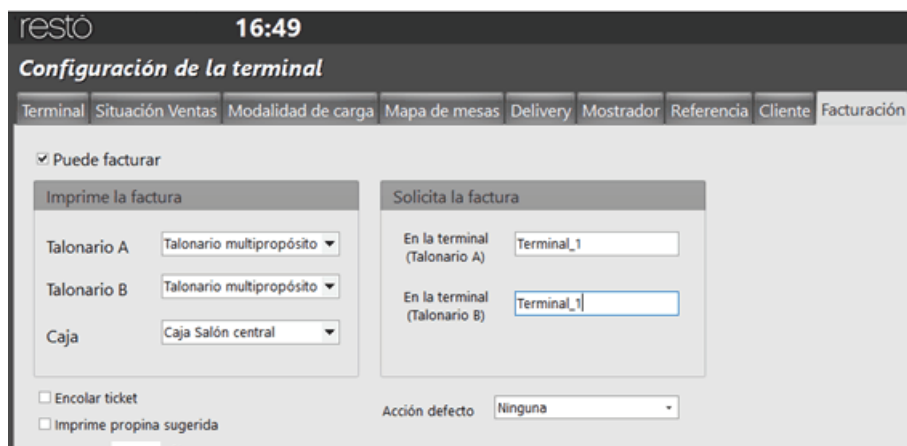 restó 16:49
Configuración de la terminal
Terminal Situación Ventas Modalidad de carga Mapa de mesas Delivery Mostrador Referencia Cliente Facturación
Puede facturar
Imprime la factura
Talonario A Talonario multipropósito
Talonario B Talonario multipropósito
Caja Caja Salón central
Solicita la factura
En la terminal
(Talonario A)
Terminal_1
En la terminal
(Talonario B)
Terminal_1
Encolar ticket
Imprime propina sugerida
Acción defecto Ninguna